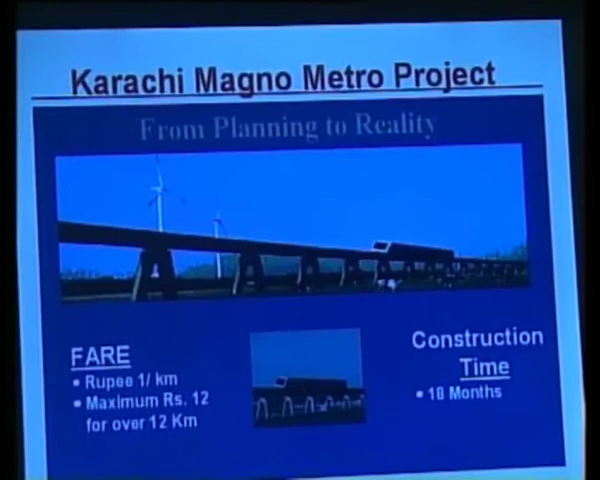 Karachi Magno Metro Project
From Planning to Reality
FARE
• Rupee 1/ km
• Maximum Rs. 12
for over 12 Km
Construction
Time
• 18 Months